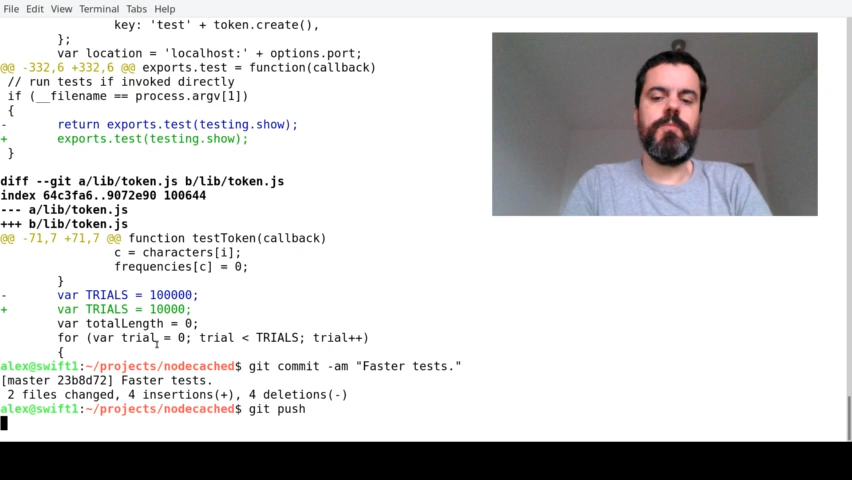 File Edit View Terminal Tabs Help
key: 'test' + token.create(),
};
var location = 'localhost:' + options.port;
@@ -332,6 +332,6 @@ exports.test = function(callback)
// run tests if invoked directly
if (__filename == process.argv[1])
{
- return exports.test(testing.show);
+ exports.test(testing.show);
}
diff --git a/lib/token.js b/lib/token.js
index 64c3fa6..9072e90 100644
--- a/lib/token.js
+++ b/lib/token.js
@@ -71,7 +71,7 @@ function testToken(callback)
c = characters[i];
frequencies[c] = 0;
}
- var TRIALS = 100000;
+ var TRIALS = 10000;
var totalLength = 0;
for (var trial = 0; trial < TRIALS; trial++)
{
alex@swift1:~/projects/nodecached$ git commit -am "Faster tests."
[master 23b8d72] Faster tests.
2 files changed, 4 insertions(+), 4 deletions(-)
alex@swift1:~/projects/nodecached$ git push